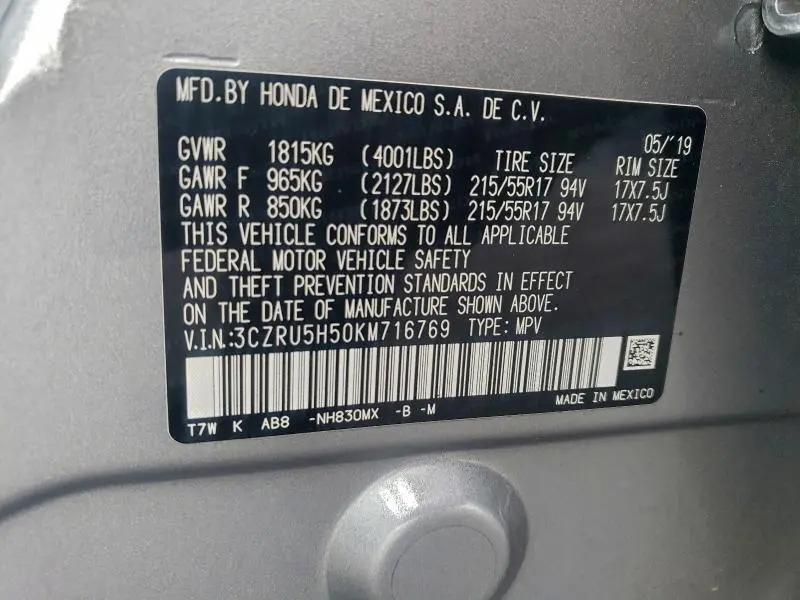 MFD.BY HONDA DE MEXICO S.A. DE C.V.
05/'19
GVWR 1815KG (4001LBS) TIRE SIZE RIM SIZE
GAWR F 965KG (2127LBS) 215/55R17 94V 17X7.5J
GAWR R 850KG (1873LBS) 215/55R17 94V 17X7.5J
THIS VEHICLE CONFORMS TO ALL APPLICABLE
FEDERAL MOTOR VEHICLE SAFETY
AND THEFT PREVENTION STANDARDS IN EFFECT
ON THE DATE OF MANUFACTURE SHOWN ABOVE.
V.I.N:3CZRU5H50KM716769 TYPE: MPV
MADE IN MEXICO
T7W K AB8 -NH830MX -B -M